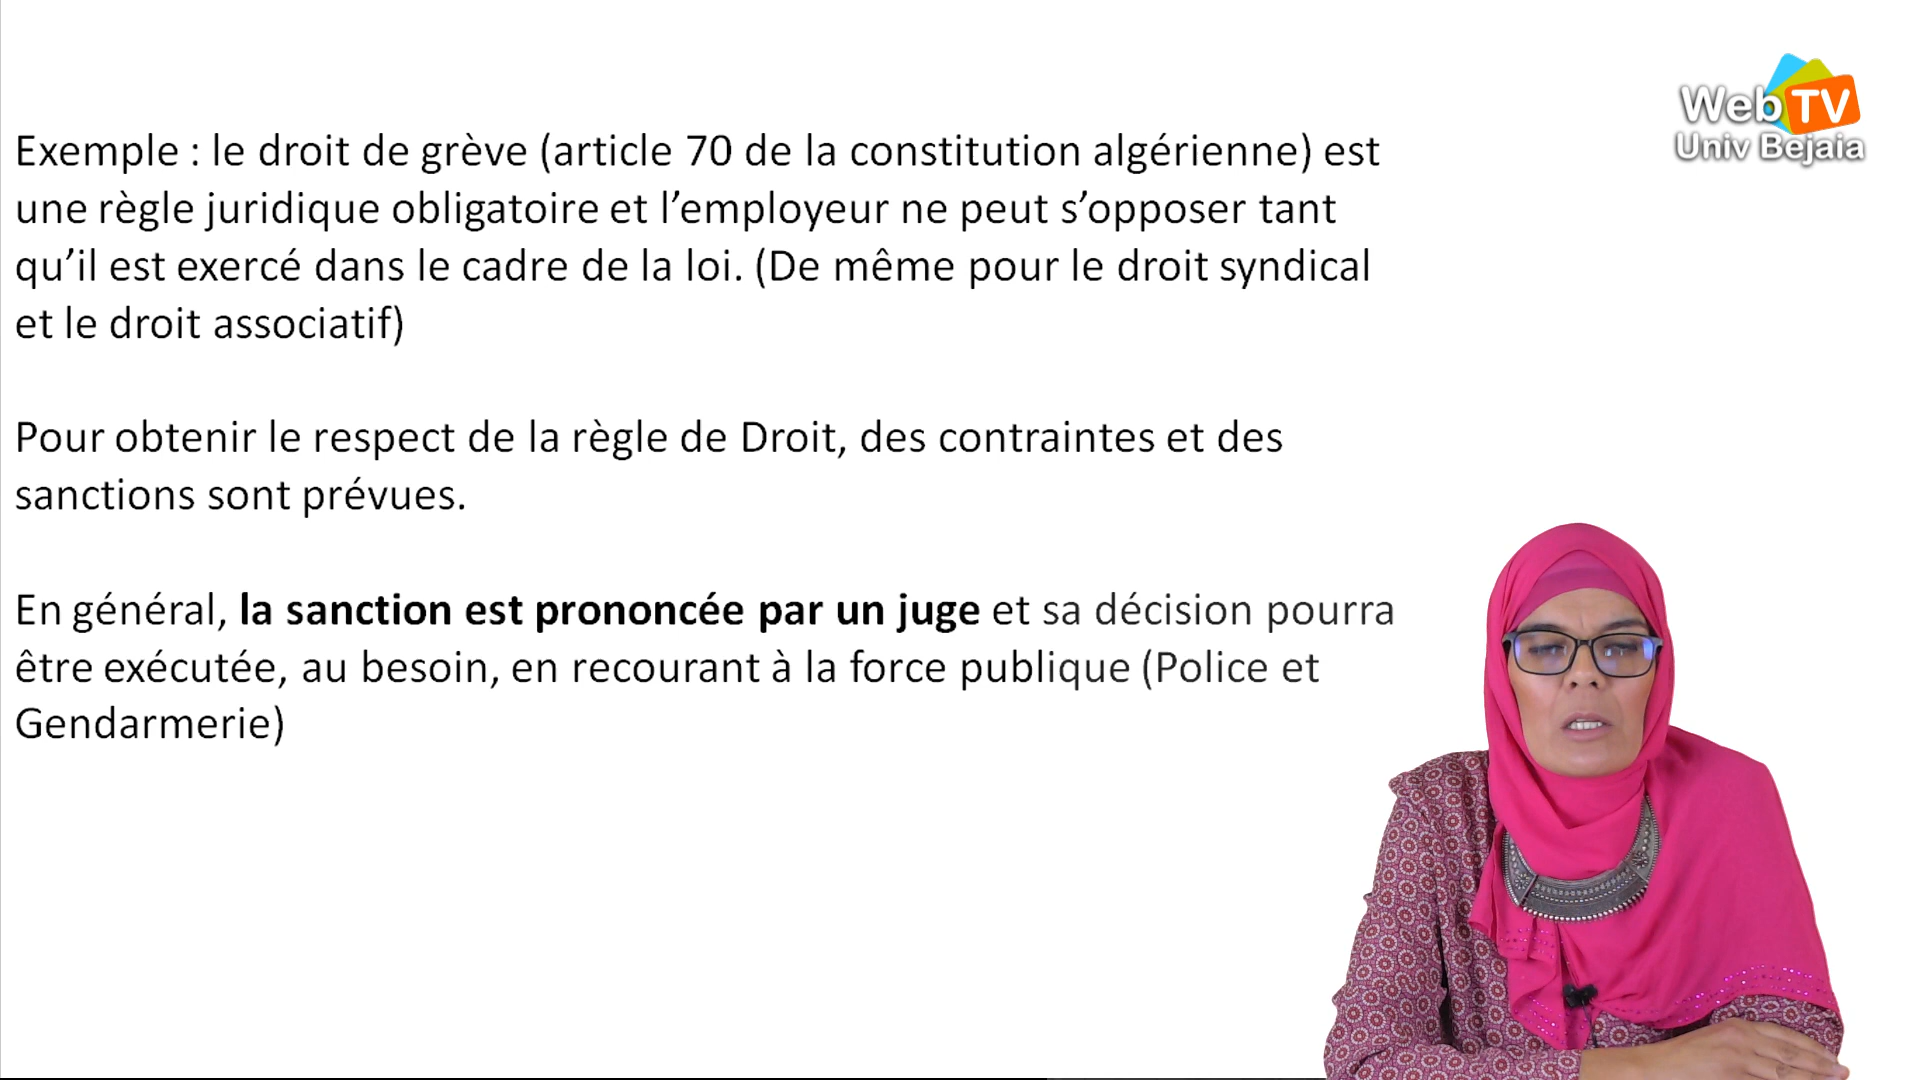 Web TV
Univ Bejaia
Exemple : le droit de grève (article 70 de la constitution algérienne) est
une règle juridique obligatoire et l’employeur ne peut s’opposer tant
qu’il est exercé dans le cadre de la loi. (De même pour le droit syndical
et le droit associatif)
Pour obtenir le respect de la règle de Droit, des contraintes et des
sanctions sont prévues.
En général, la sanction est prononcée par un juge et sa décision pourra
être exécutée, au besoin, en recourant à la force publique (Police et
Gendarmerie)